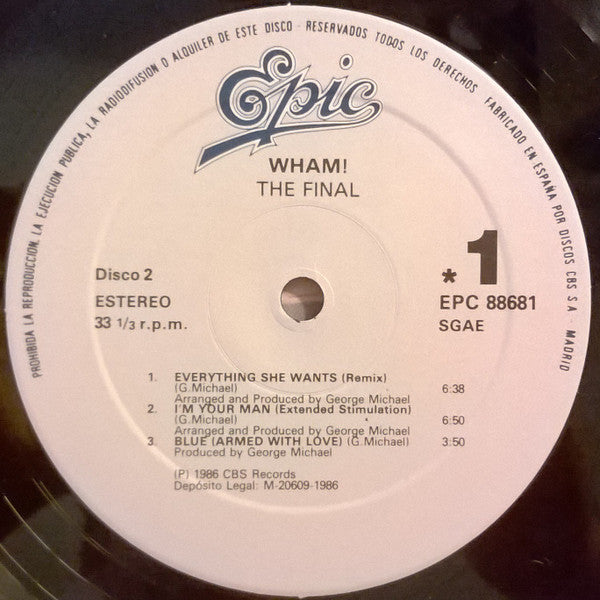 PROHIBIDA LA REPRODUCCION, LA EJECUCION PUBLICA, LA RADIODIFUSION O ALQUILER DE ESTE DISCO - RESERVADOS TODOS LOS DERECHOS. FABRICADO EN ESPAÑA POR DISCOS CBS S.A. - MADRID
Epic
WHAM!
THE FINAL
Disco 2
ESTEREO
33 1/3 r.p.m.
* 1
EPC 88681
SGAE
1. EVERYTHING SHE WANTS (Remix)
(G.Michael) 6:38
Arranged and Produced by George Michael
2. I'M YOUR MAN (Extended Stimulation)
(G.Michael) 6:50
Arranged and Produced by George Michael
3. BLUE (ARMED WITH LOVE) (G.Michael) 3:50
Produced by George Michael
(P) 1986 CBS Records
Depósito Legal: M-20609-1986